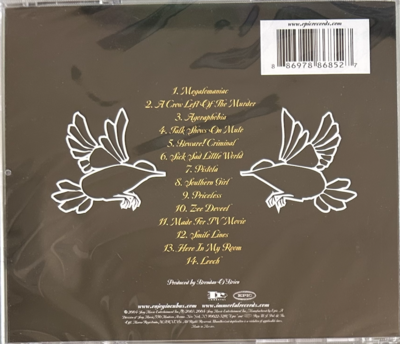 www.epicrecords.com
8 86978 86852 7
1. Megalomaniac
2. A Crow Left Of The Murder
3. Agoraphobia
4. Talk Shows On Mute
5. Beware! Criminal
6. Sick Sad Little World
7. Pistola
8. Southern Girl
9. Priceless
10. Zee Deveel
11. Made For TV Movie
12. Smile Lines
13. Here In My Room
14. Leech
Produced by Brendan O'Brien
EPIC
www.enjoyincubus.com
www.immortalrecords.com